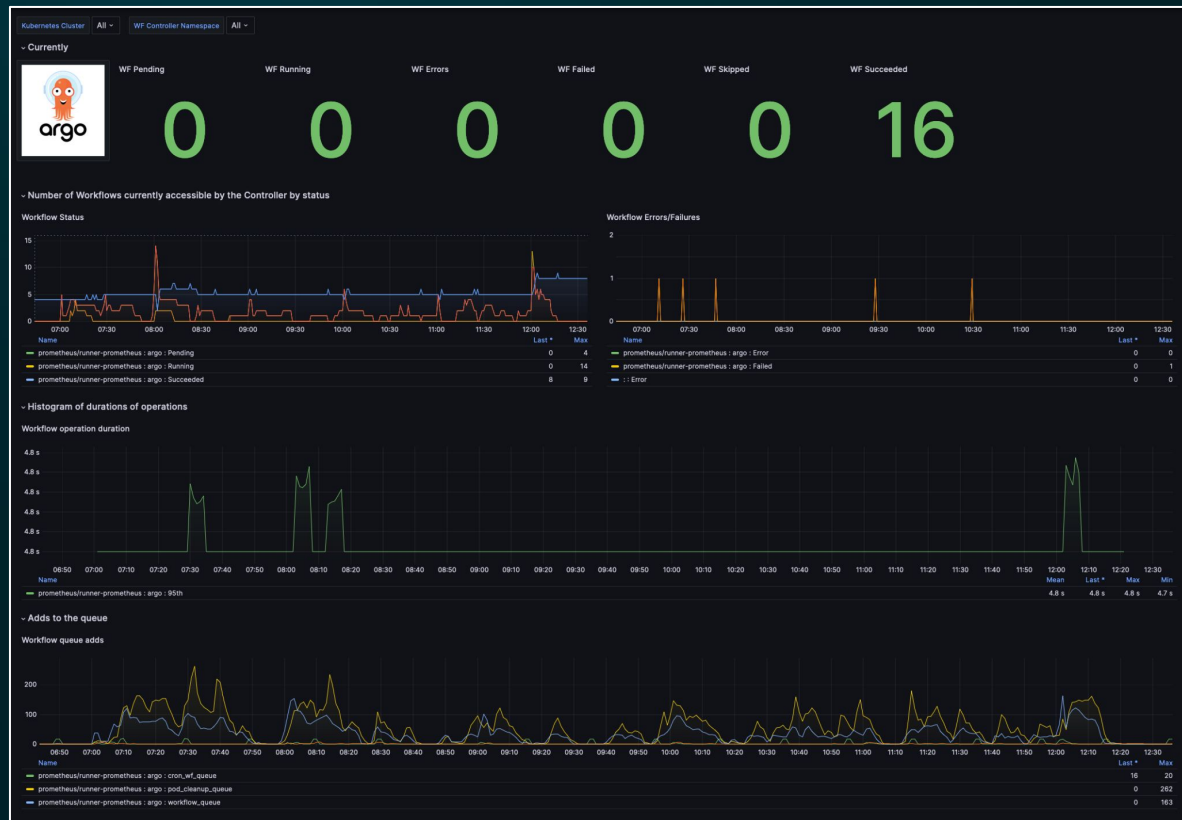 Kubernetes Cluster All WF Controller Namespace All
Currently
argo
WF Pending WF Running WF Errors WF Failed WF Skipped WF Succeeded
0 0 0 0 0 16
Number of Workflows currently accessible by the Controller by status
Workflow Status
15
10
5
0
07:00 07:30 08:00 08:30 09:00 09:30 10:00 10:30 11:00 11:30 12:00 12:30
Name Last * Max
prometheus/runner-prometheus : argo : Pending 0 4
prometheus/runner-prometheus : argo : Running 0 14
prometheus/runner-prometheus : argo : Succeeded 8 9
Workflow Errors/Failures
2
1
0
07:00 07:30 08:00 08:30 09:00 09:30 10:00 10:30 11:00 11:30 12:00 12:30
Name Last * Max
prometheus/runner-prometheus : argo : Error 0 0
prometheus/runner-prometheus : argo : Failed 0 1
: : Error 0 0
Histogram of durations of operations
Workflow operation duration
4.8 s
4.8 s
4.8 s
4.8 s
4.8 s
4.8 s
06:50 07:00 07:10 07:20 07:30 07:40 07:50 08:00 08:10 08:20 08:30 08:40 08:50 09:00 09:10 09:20 09:30 09:40 09:50 10:00 10:10 10:20 10:30 10:40 10:50 11:00 11:10 11:20 11:30 11:40 11:50 12:00 12:10 12:20 12:30
Name Mean Last * Max Min
prometheus/runner-prometheus : argo : 95th 4.8 s 4.8 s 4.8 s 4.7 s
Adds to the queue
Workflow queue adds
200
100
0
06:50 07:00 07:10 07:20 07:30 07:40 07:50 08:00 08:10 08:20 08:30 08:40 08:50 09:00 09:10 09:20 09:30 09:40 09:50 10:00 10:10 10:20 10:30 10:40 10:50 11:00 11:10 11:20 11:30 11:40 11:50 12:00 12:10 12:20 12:30
Name Last * Max
prometheus/runner-prometheus : argo : cron_wf_queue 16 20
prometheus/runner-prometheus : argo : pod_cleanup_queue 0 262
prometheus/runner-prometheus : argo : workflow_queue 0 163